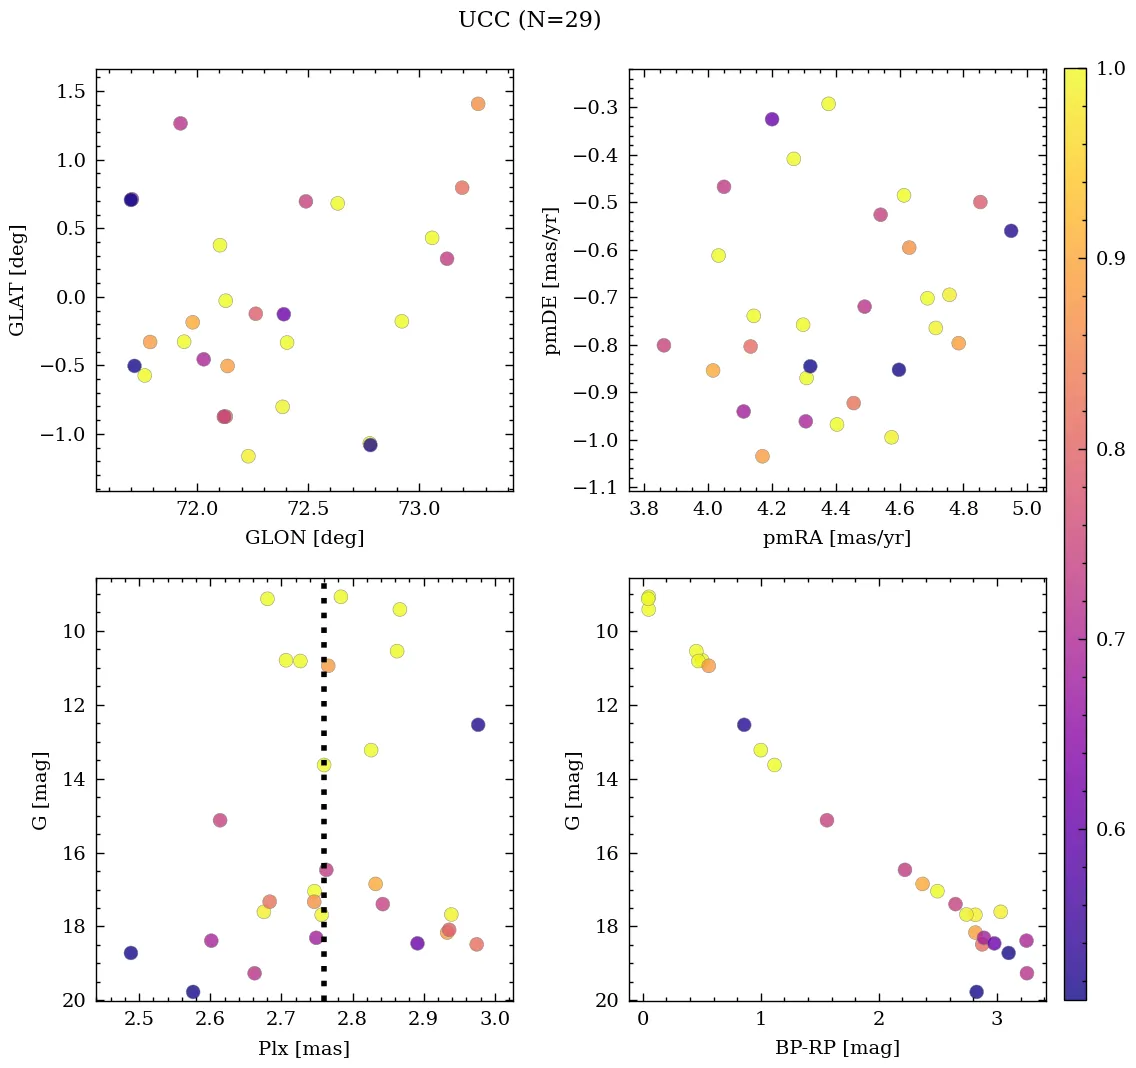 UCC (N=29)
1.5
1.0
0.5
0.0
−0.5
−1.0
GLAT [deg]
72.0 72.5 73.0
GLON [deg]
−0.3
−0.4
−0.5
−0.6
−0.7
−0.8
−0.9
−1.0
−1.1
pmDE [mas/yr]
3.8 4.0 4.2 4.4 4.6 4.8 5.0
pmRA [mas/yr]
10
12
14
16
18
20
G [mag]
2.5 2.6 2.7 2.8 2.9 3.0
Plx [mas]
10
12
14
16
18
20
G [mag]
0 1 2 3
BP-RP [mag]
1.0
0.9
0.8
0.7
0.6